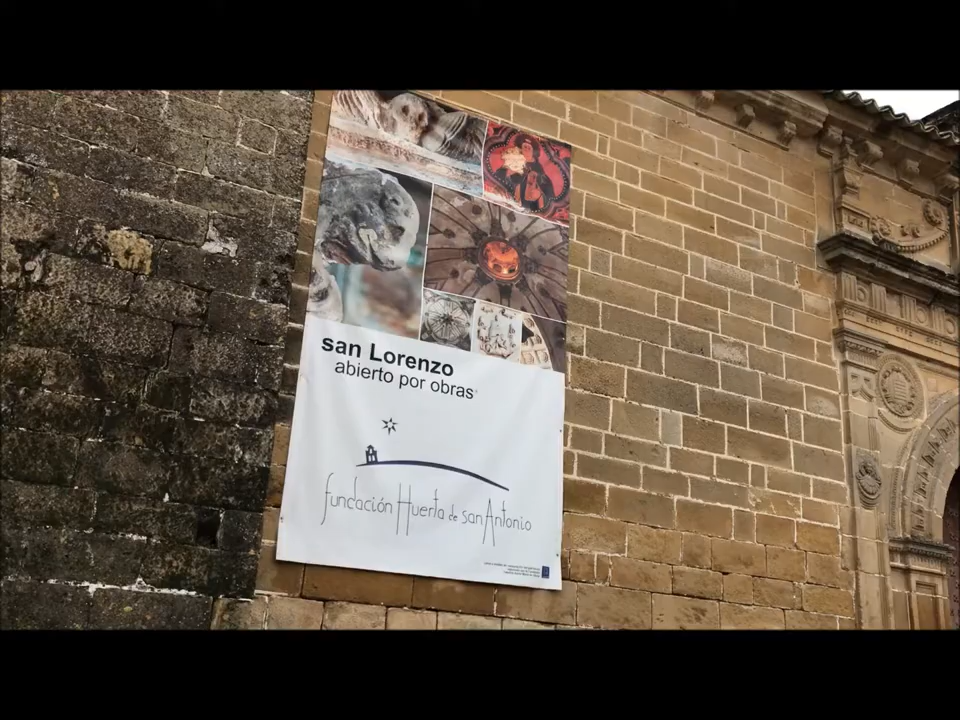 san Lorenzo
abierto por obras
fundación Huerta de san Antonio